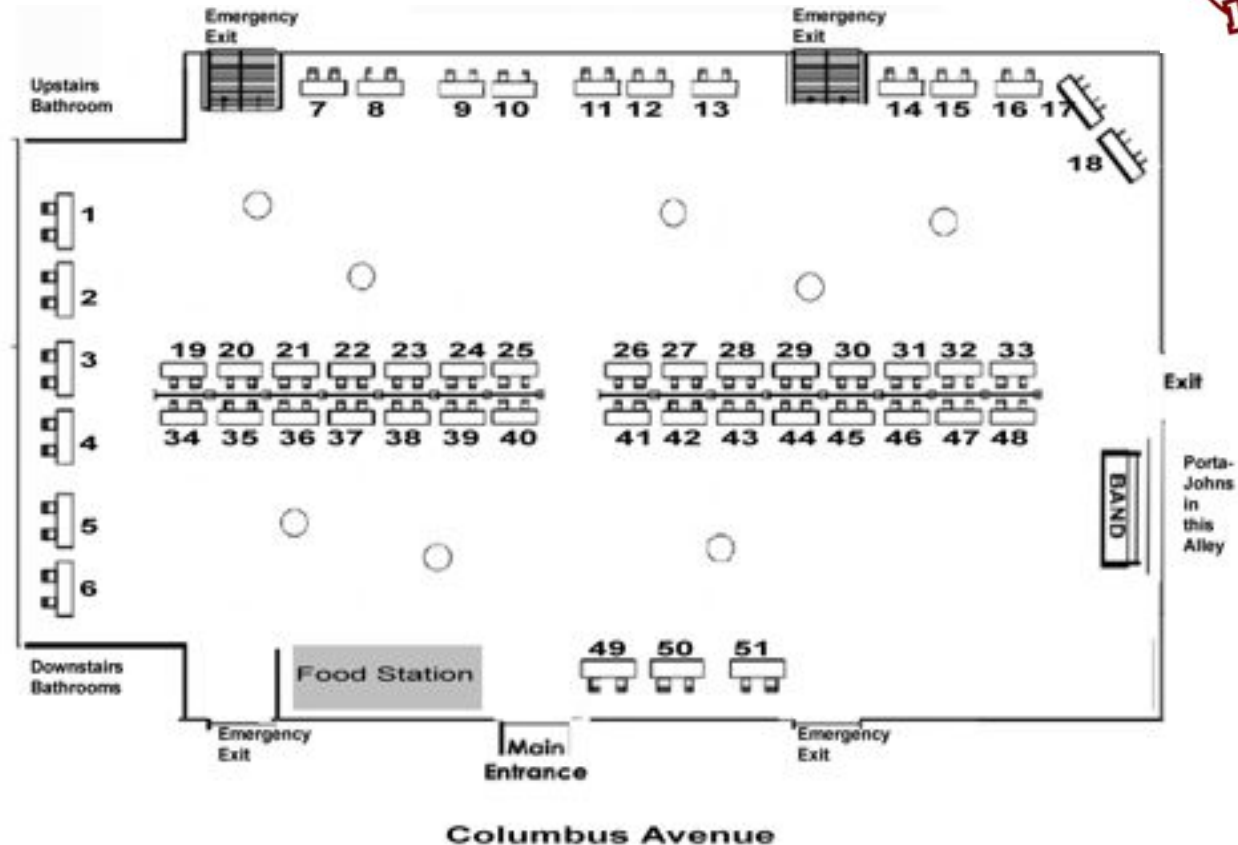 Emergency
Exit
Emergency
Exit
Upstairs
Bathroom
7 8 9 10 11 12 13 14 15 16 17
18
1
2
3
4
5
6
19 20 21 22 23 24 25 26 27 28 29 30 31 32 33
Exit
34 35 36 37 38 39 40 41 42 43 44 45 46 47 48
BAND
Porta-
Johns
in
this
Alley
49 50 51
Food Station
Downstairs
Bathrooms
Emergency
Exit
Main
Entrance
Emergency
Exit
Columbus Avenue